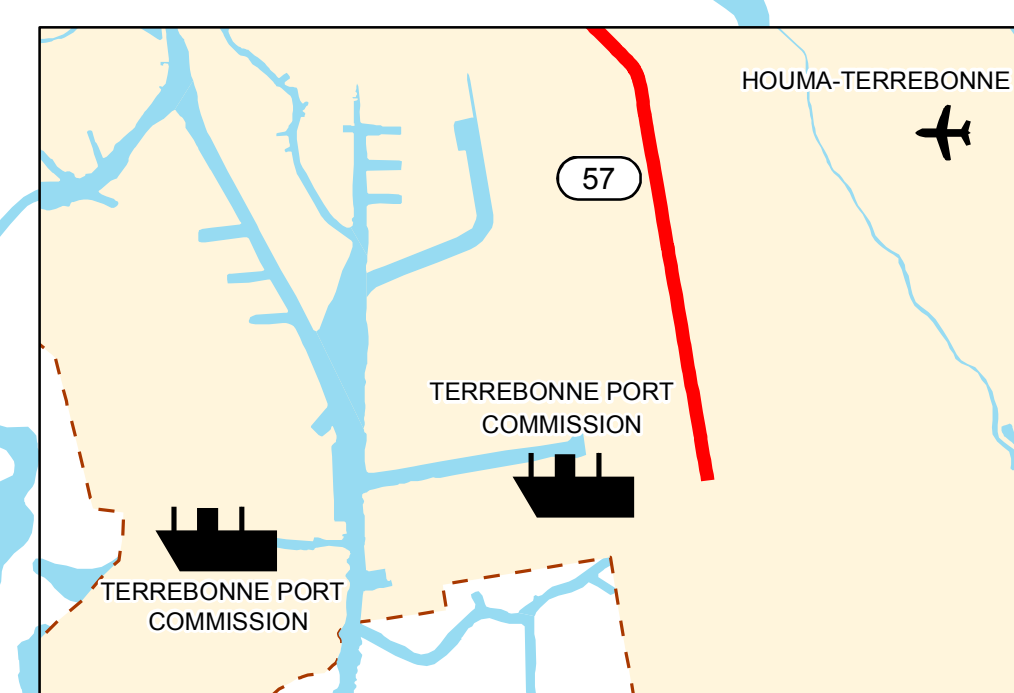 HOUMA-TERREBONNE
57
TERREBONNE PORT
COMMISSION
TERREBONNE PORT
COMMISSION